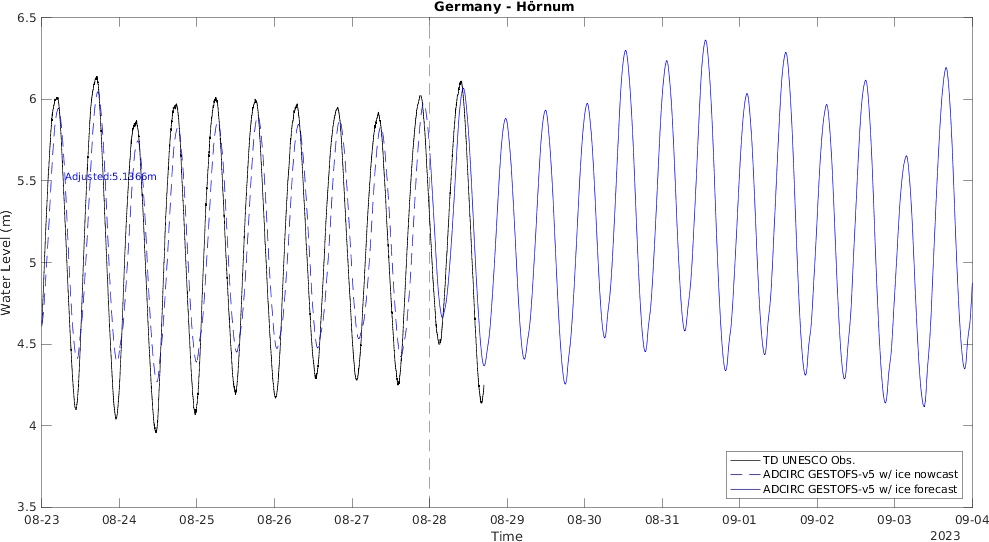 Germany - Hörnum
6.5
6
5.5
5
4.5
4
3.5
Water Level (m)
Adjusted:5.1366m
TD UNESCO Obs.
ADCIRC GESTOFS-v5 w/ ice nowcast
ADCIRC GESTOFS-v5 w/ ice forecast
08-23 08-24 08-25 08-26 08-27 08-28 08-29 08-30 08-31 09-01 09-02 09-03 09-04
Time
2023